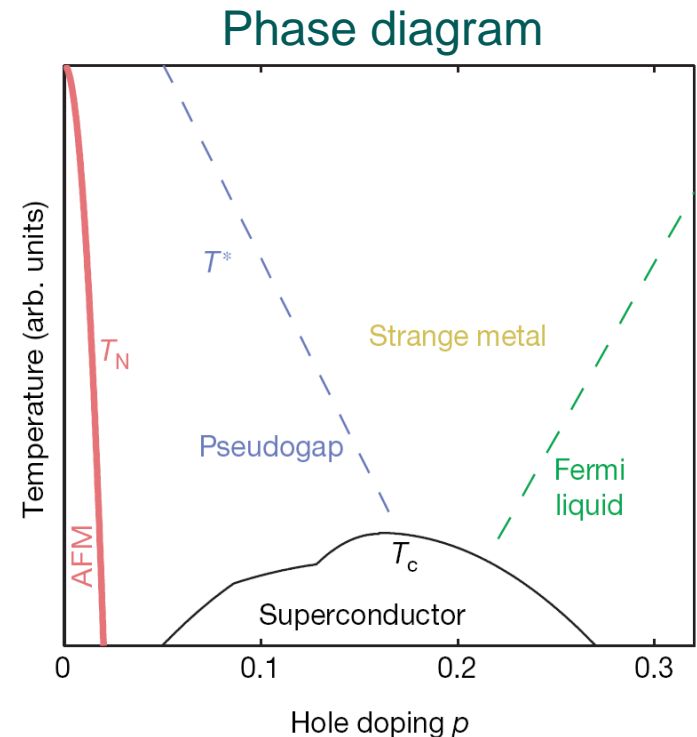 Phase diagram
Temperature (arb. units)
T*
Strange metal
TN
Pseudogap
Fermi
liquid
AFM
Tc
Superconductor
0
0.1
0.2
0.3
Hole doping p